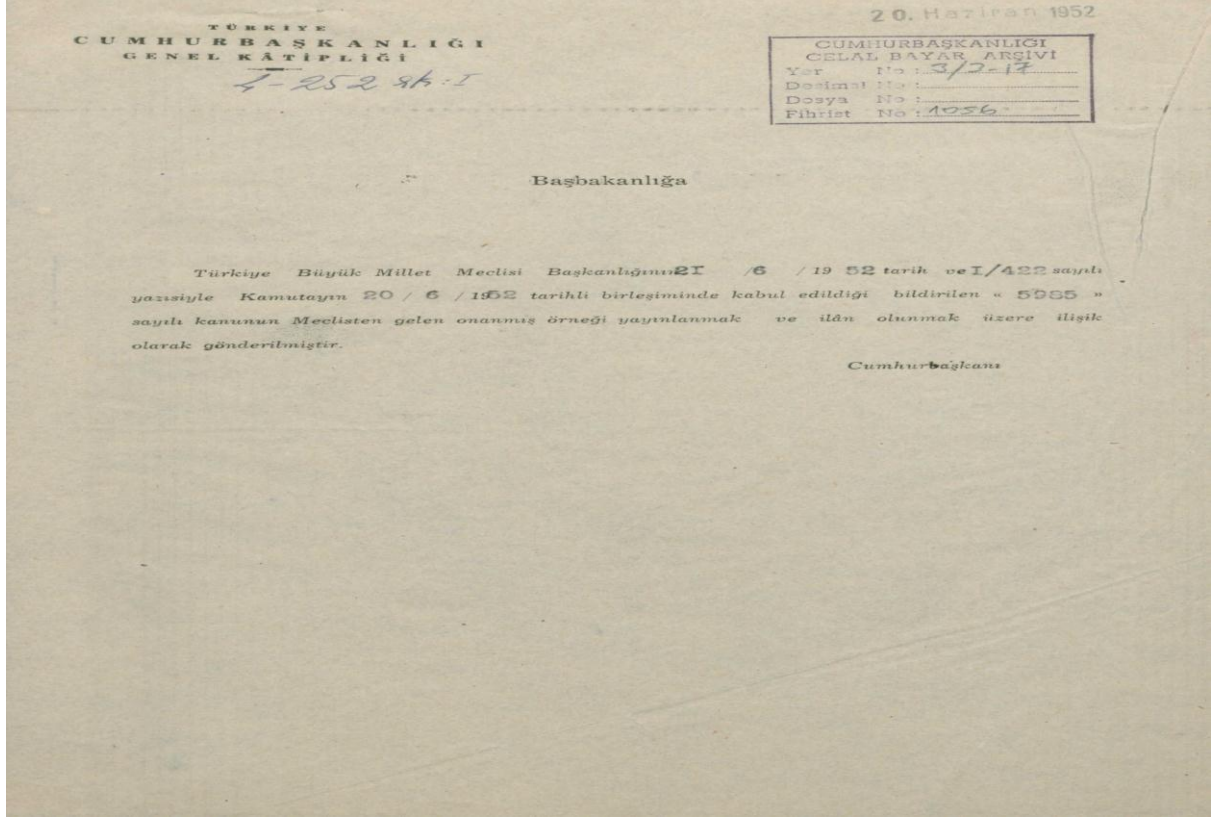 20. Haziran 1952
TÜRKİYE
CUMHURBAŞKANLIĞI
GENEL KÂTİPLİĞİ
4-252
CUMHURBAŞKANLIĞI
CELAL BAYAR ARŞİVİ
Yer No : 3/2-17
Desimal No :
Dosya No :
Fihrist No : 1056
Başbakanlığa
Türkiye Büyük Millet Meclisi Başkanlığının 2I /6 / 19 52 tarih ve I/422 sayılı
yazısiyle Kamutayın 20 / 6 / 1952 tarihli birleşiminde kabul edildiği bildirilen « 5985 »
sayılı kanunun Meclisten gelen onanmış örneği yayınlanmak ve ilân olunmak üzere ilişik
olarak gönderilmiştir.
Cumhurbaşkanı